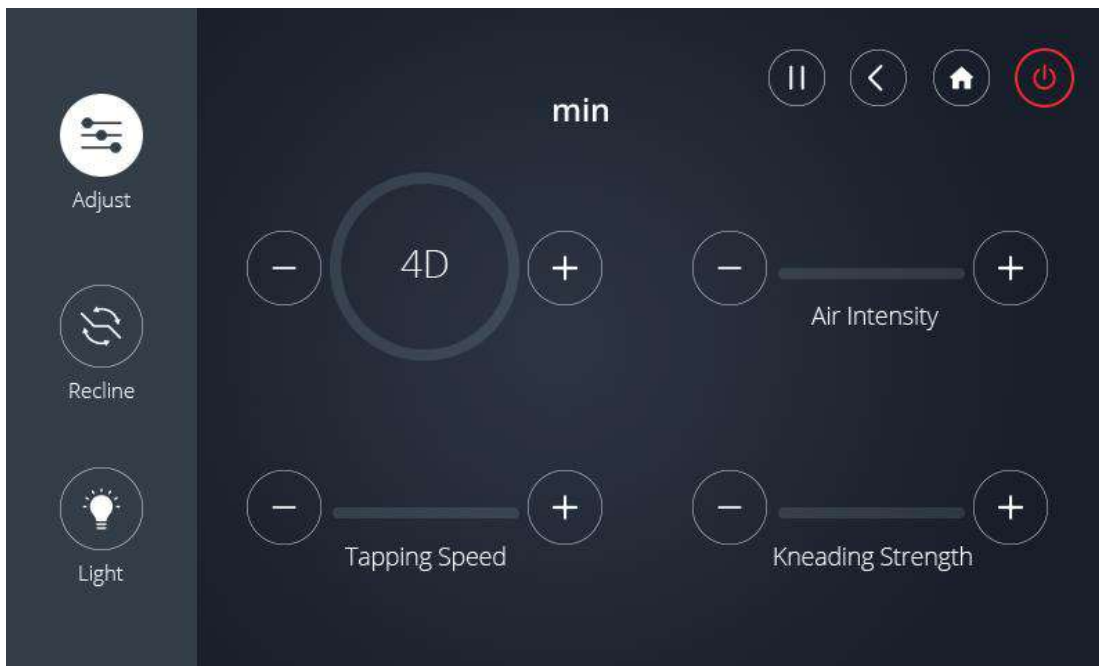 min
Adjust
4D
Air Intensity
Recline
Tapping Speed
Kneading Strength
Light